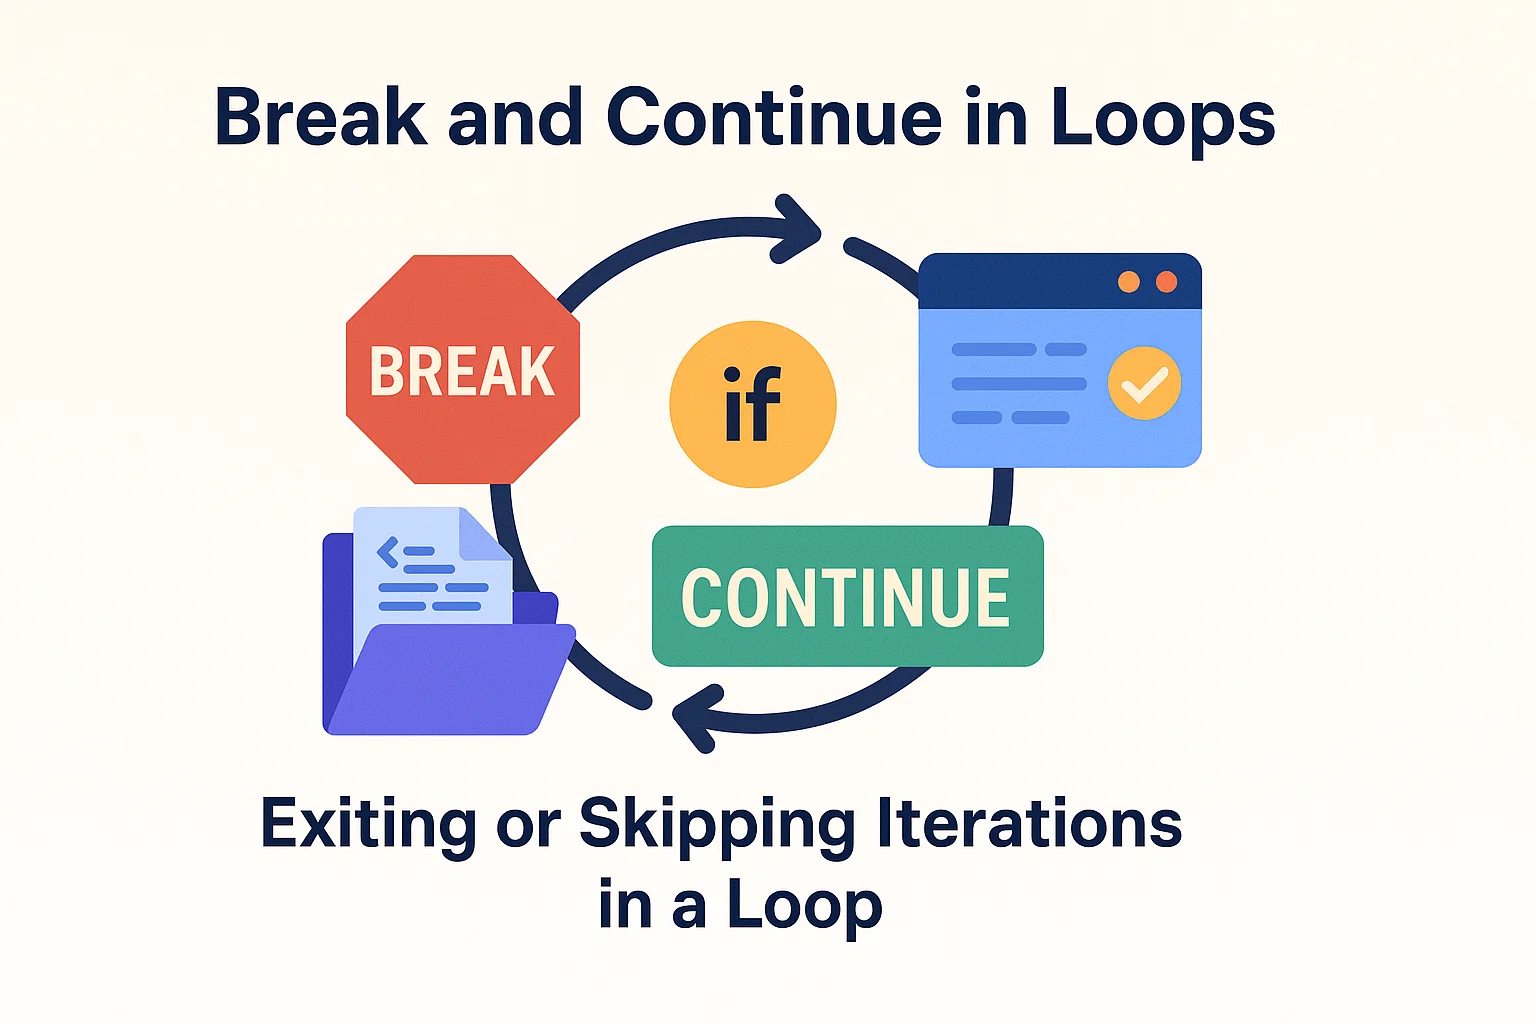 Break and Continue in Loops
BREAK
if
CONTINUE
Exiting or Skipping Iterations
in a Loop